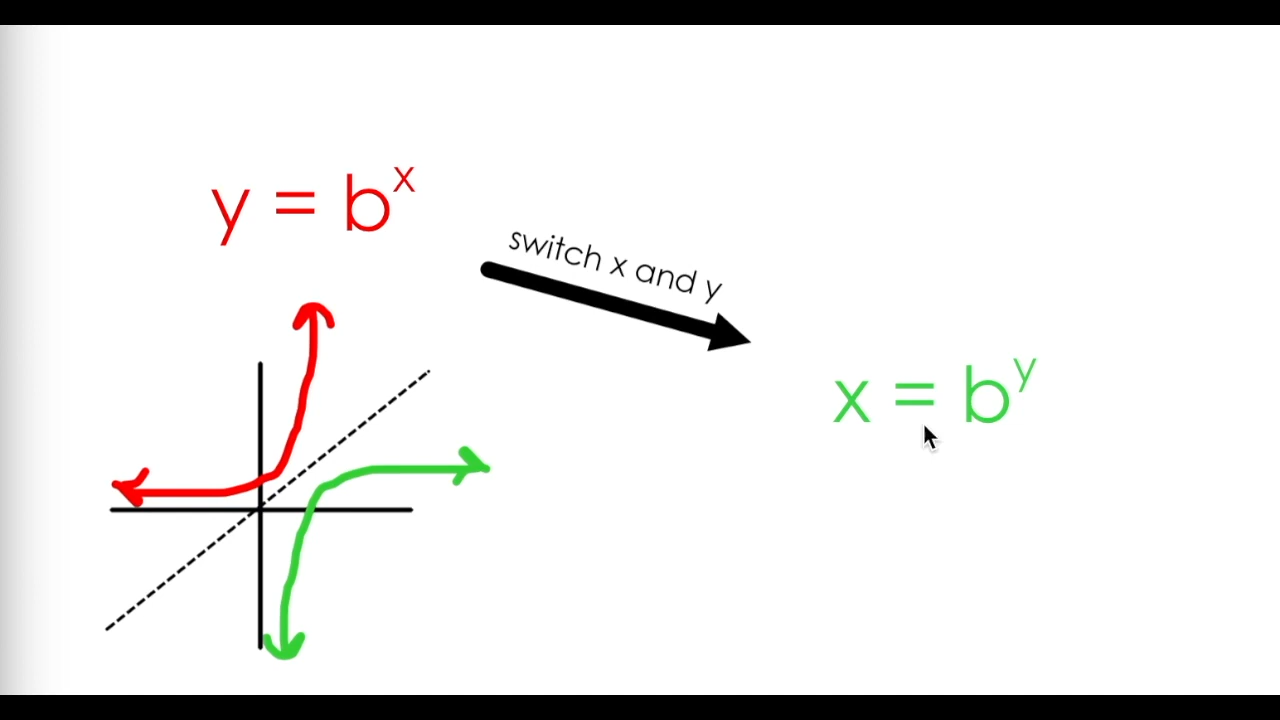 y = b^x
switch x and y
x = b^y